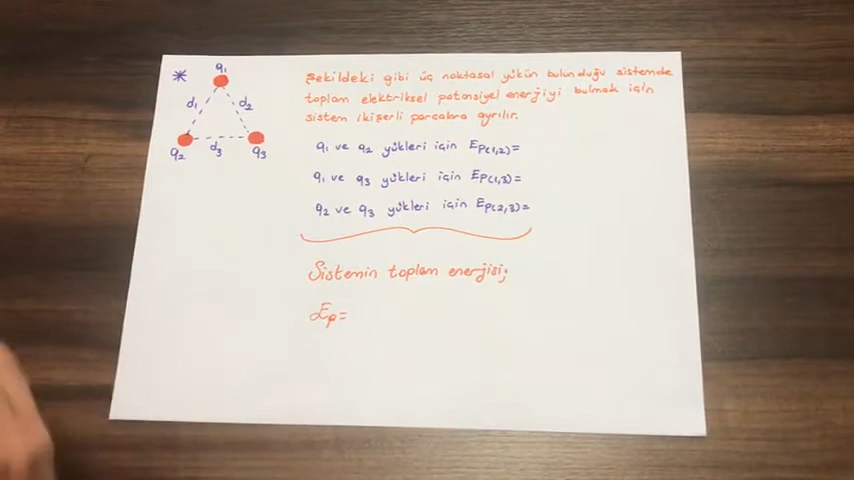 *
q₁
d₁ d₂
q₂ d₃ q₃
Şekildeki gibi üç noktasal yükün bulunduğu sistemde
toplam elektriksel potansiyel enerjiyi bulmak için
sistem ikişerli parçalara ayrılır.
q₁ ve q₂ yükleri için Eₚ(1,2)=
q₁ ve q₃ yükleri için Eₚ(1,3)=
q₂ ve q₃ yükleri için Eₚ(2,3)=
Sistemin toplam enerjisi;
Eₚ=